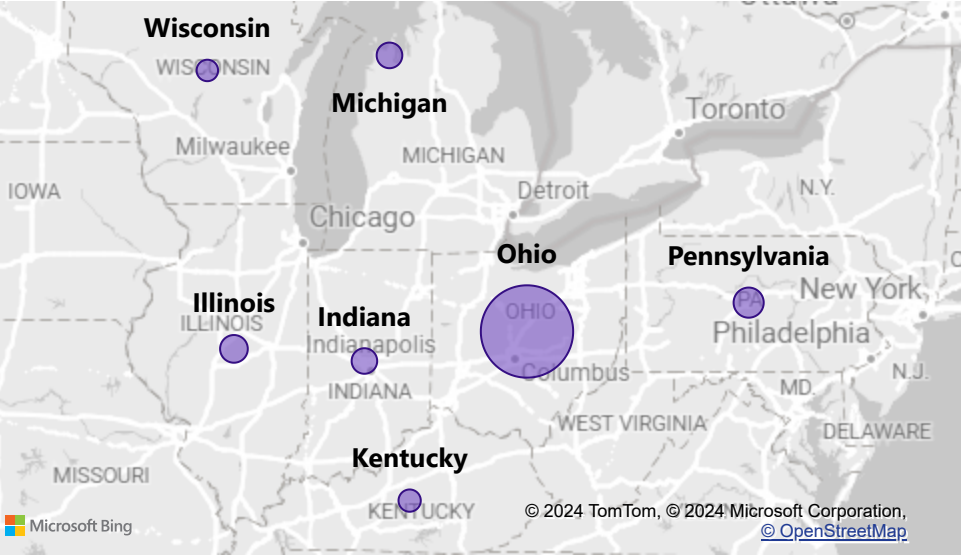 Ottawa
Wisconsin
WISCONSIN
Michigan
Toronto
Milwaukee
MICHIGAN
IOWA
Detroit
N.Y.
Chicago
Ohio
Pennsylvania
PA
New York
Illinois
ILLINOIS
Indiana
Indianapolis
INDIANA
OHIO
Columbus
Philadelphia
N.J.
MD.
WEST VIRGINIA
DELAWARE
Kentucky
KENTUCKY
MISSOURI
Microsoft Bing
© 2024 TomTom, © 2024 Microsoft Corporation,
© OpenStreetMap